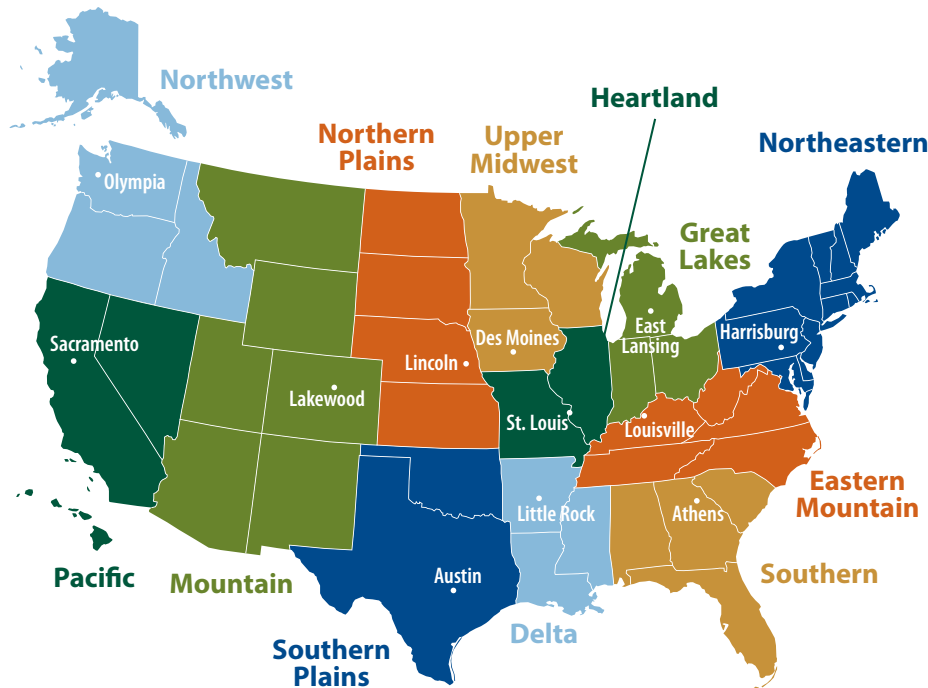 Northwest
Heartland
Northern
Plains
Upper
Midwest
Northeastern
Olympia
Great
Lakes
Sacramento
Des Moines
East
Lansing
Harrisburg
Lincoln
Lakewood
St. Louis
Louisville
Eastern
Mountain
Little Rock
Athens
Pacific
Mountain
Austin
Southern
Delta
Southern
Plains